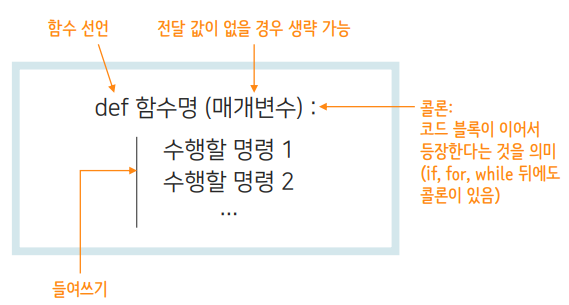 함수 선언
전달 값이 없을 경우 생략 가능
def 함수명 (매개변수) :
수행할 명령 1
수행할 명령 2
...
콜론:
코드 블록이 이어서
등장한다는 것을 의미
(if, for, while 뒤에도
콜론이 있음)
들여쓰기